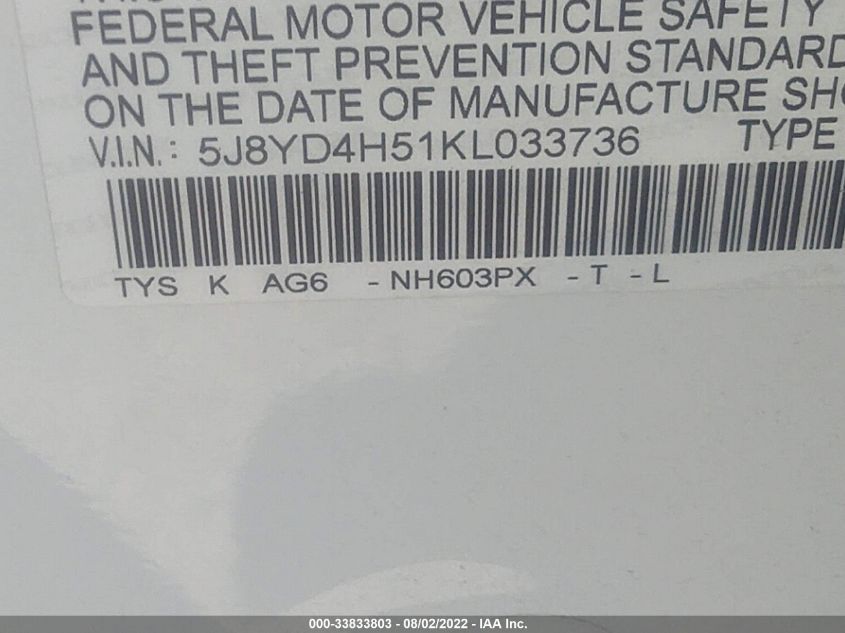 FEDERAL MOTOR VEHICLE SAFETY
AND THEFT PREVENTION STANDARD
ON THE DATE OF MANUFACTURE SHO
V.I.N.: 5J8YD4H51KL033736 TYPE
TYS K AG6 -NH603PX -T -L
000-33833803 - 08/02/2022 - IAA Inc.